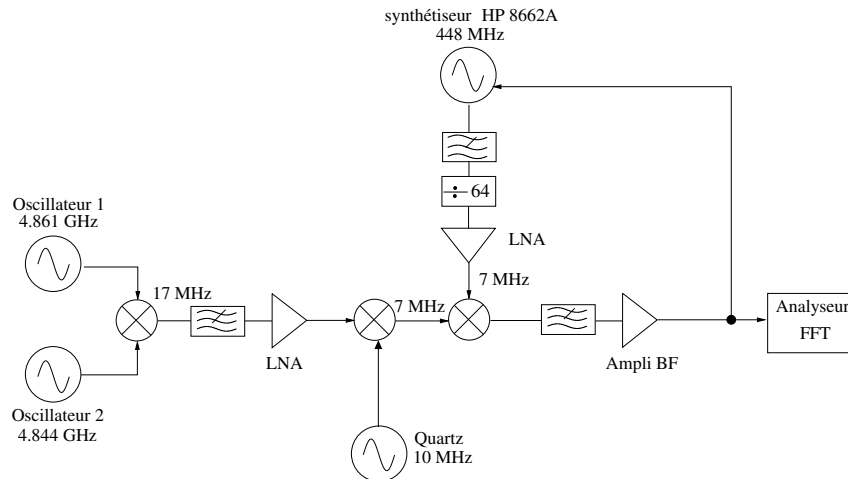 synthétiseur HP 8662A
448 MHz
÷ 64
LNA
7 MHz
Oscillateur 1
4.861 GHz
17 MHz
7 MHz
LNA
Ampli BF
Analyseur
FFT
Oscillateur 2
4.844 GHz
Quartz
10 MHz